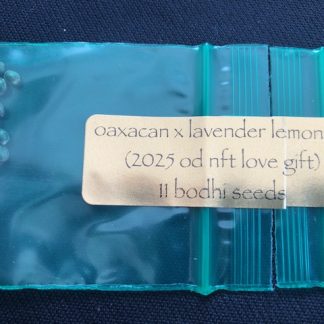 oaxacan x lavender lemon
(2025 od nft love gift)
11 bodhi seeds